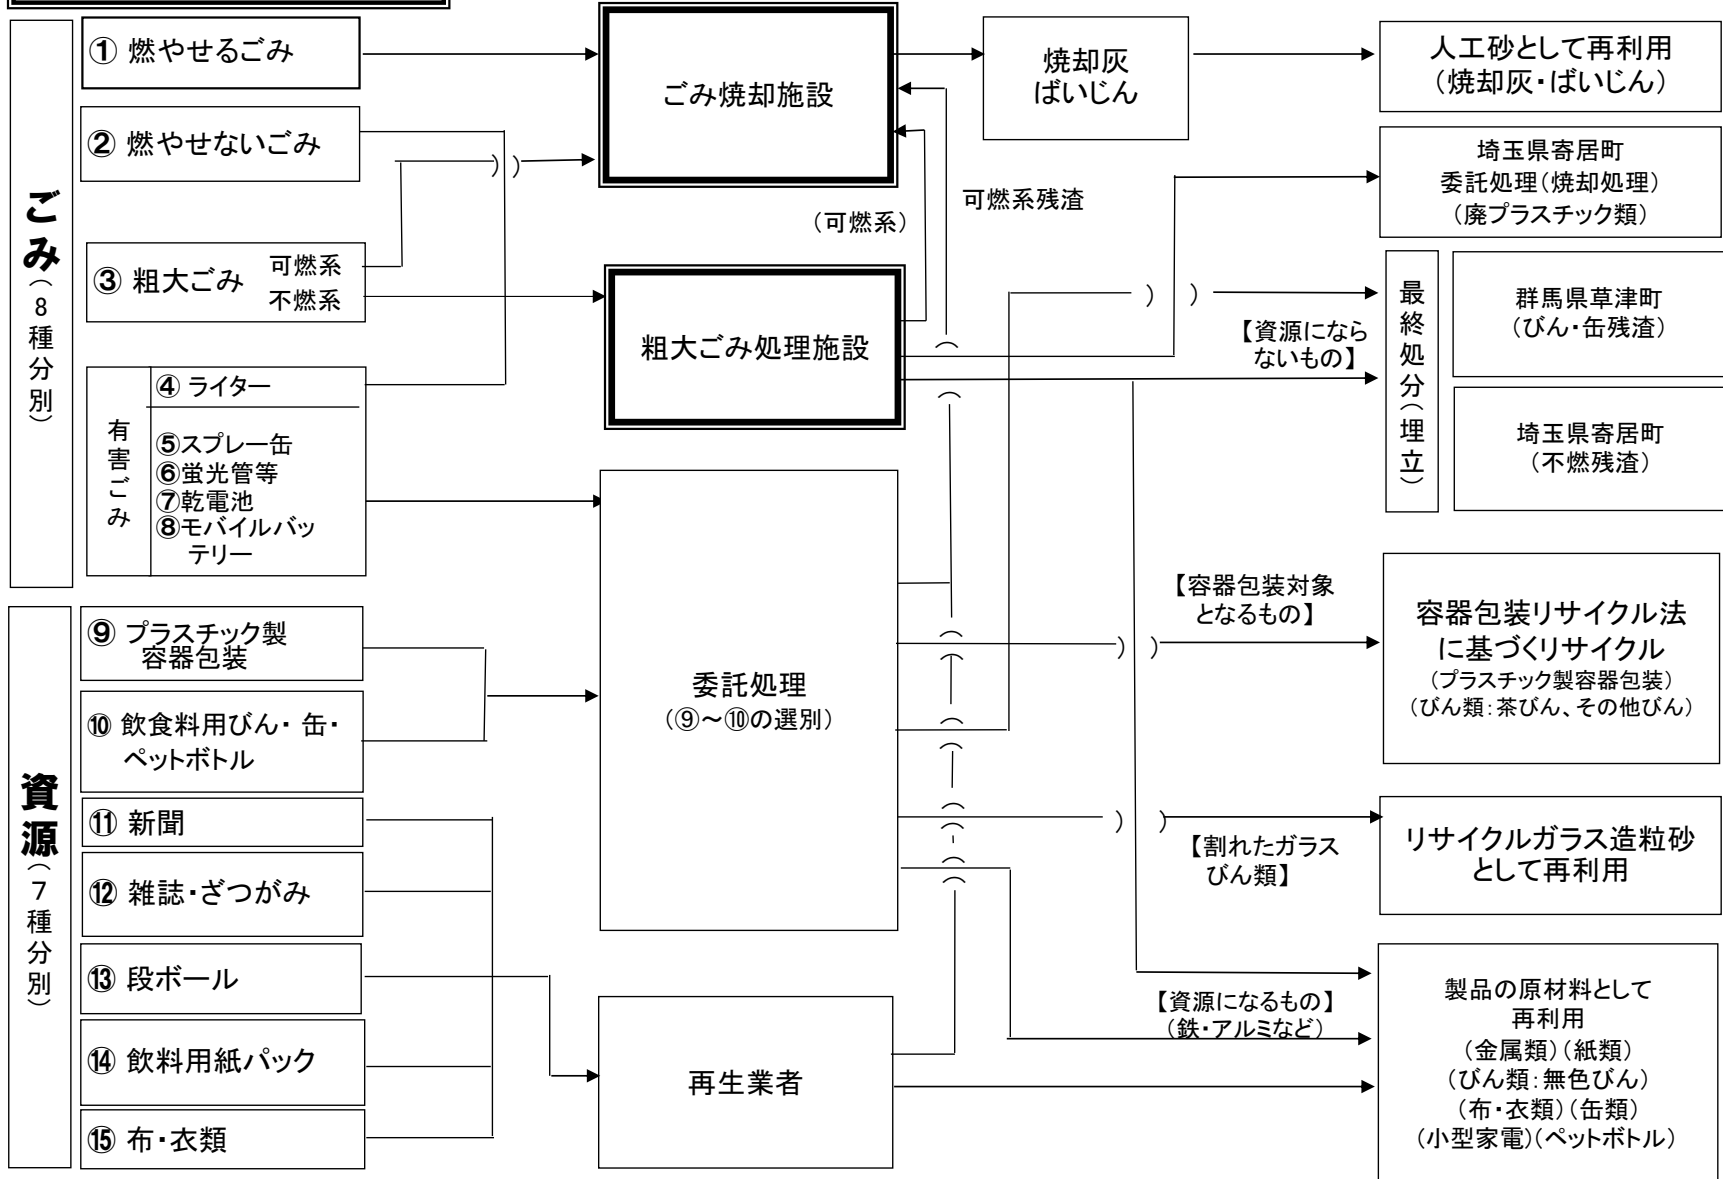 ごみ（8種分別）
① 燃やせるごみ
② 燃やせないごみ
③ 粗大ごみ
可燃系
不燃系
有害ごみ
④ ライター
⑤スプレー缶
⑥蛍光管等
⑦乾電池
⑧モバイルバッ
テリー
資源（7種分別）
⑨ プラスチック製
容器包装
⑩ 飲食料用びん・缶・
ペットボトル
⑪ 新聞
⑫ 雑誌・ざつがみ
⑬ 段ボール
⑭ 飲料用紙パック
⑮ 布・衣類
ごみ焼却施設
（可燃系）
可燃系残渣
粗大ごみ処理施設
委託処理
（⑨～⑩の選別）
再生業者
焼却灰
ばいじん
【資源になら
ないもの】
【容器包装対象
となるもの】
【割れたガラス
びん類】
【資源になるもの】
（鉄・アルミなど）
人工砂として再利用
（焼却灰・ばいじん）
埼玉県寄居町
委託処理（焼却処理）
（廃プラスチック類）
最終処分（埋立）
群馬県草津町
（びん・缶残渣）
埼玉県寄居町
（不燃残渣）
容器包装リサイクル法
に基づくリサイクル
（プラスチック製容器包装）
（びん類：茶びん、その他びん）
リサイクルガラス造粒砂
として再利用
製品の原材料として
再利用
（金属類）（紙類）
（びん類：無色びん）
（布・衣類）（缶類）
（小型家電）（ペットボトル）